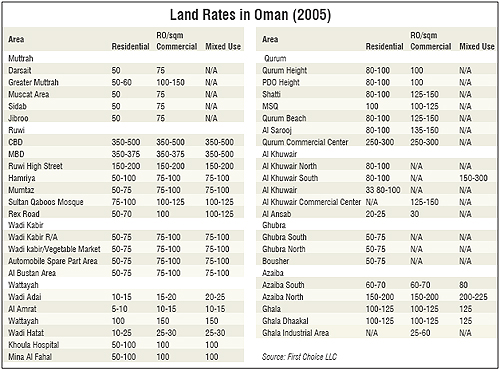 Land Rates in Oman (2005)
Area RO/sqm
Residential Commercial Mixed Use
Muttrah
Darsait 50 75 N/A
Greater Muttrah 50-60 100-150 N/A
Muscat Area 50 75 N/A
Sidab 50 75 N/A
Jibroo 50 75 N/A
Ruwi
CBD 350-500 350-500 350-500
MBD 350-375 350-375 350-500
Ruwi High Street 150-200 150-200 150-200
Hamriya 50-75 75-100 75-100
Mumtaz 50-75 75-100 75-100
Sultan Qaboos Mosque 75-100 100-125 100-125
Rex Road 50-70 100 100-125
Wadi Kabir
Wadi Kabir R/A 50-75 75-100 75-100
Wadi kabir/Vegetable Market 50-75 75-100 75-100
Automobile Spare Part Area 50-75 75-100 75-100
Al Bustan Area 50-75 75-100 75-100
Wattayah
Wadi Adai 10-15 15-20 20-25
Al Amrat 5-10 10-15 10-15
Wattayah 100 150 150
Wadi Hatat 10-25 25-30 25-30
Khoula Hospital 50-100 100 100
Mina Al Fahal 50-100 100 100
Area RO/sqm
Residential Commercial Mixed Use
Qurum
Qurum Height 80-100 100 N/A
PDO Height 80-100 100 N/A
Shatti 80-100 125-150 N/A
MSQ 100 100-125 N/A
Qurum Beach 80-100 125-150 N/A
Al Sarooj 80-100 135-150 N/A
Qurum Commercial Center 250-300 250-300 N/A
Al Khuwair
Al Khuwair North 80-100 N/A N/A
Al Khuwair South 80-100 N/A 150-300
Al Khuwair 33 80-100 N/A N/A
Al Khuwair Commercial Center N/A 125-150 N/A
Al Ansab 20-25 30 N/A
Ghubra
Ghubra South 50-75 N/A N/A
Ghubra North 50-75 N/A N/A
Bousher 50-75 N/A N/A
Azaiba
Azaiba South 60-70 60-70 80
Azaiba North 150-200 150-200 200-225
Ghala 100-125 100-125 125
Ghala Dhaakal 100-125 100-125 125
Ghala Industrial Area N/A 25-60 N/A
Source: First Choice LLC